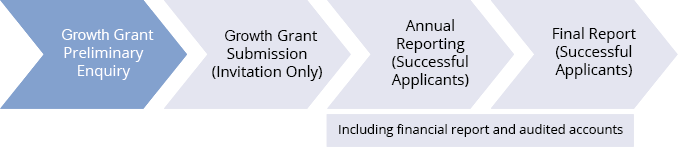 Growth Grant
Preliminary
Enquiry
Growth Grant
Submission
(Invitation Only)
Annual
Reporting
(Successful
Applicants)
Final Report
(Successful
Applicants)
Including financial report and audited accounts